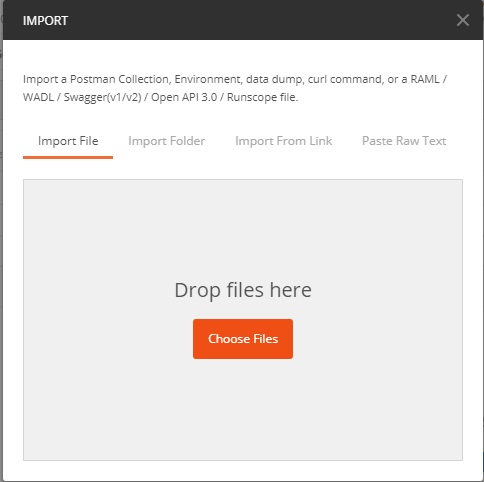 IMPORT
Import a Postman Collection, Environment, data dump, curl command, or a RAML /
WADL / Swagger(v1/v2) / Open API 3.0 / Runscope file.
Import File Import Folder Import From Link Paste Raw Text
Drop files here
Choose Files